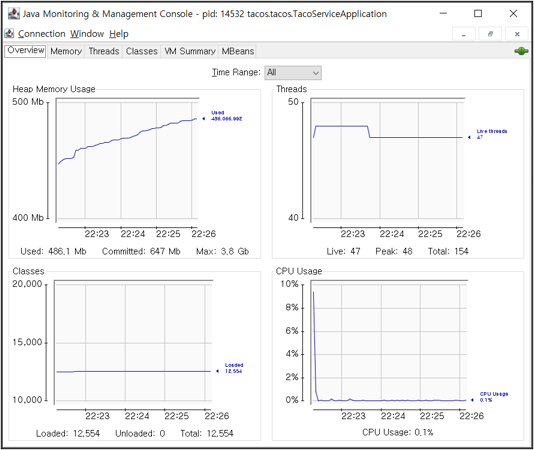 Java Monitoring & Management Console - pid: 14532 tacos.tacos.TacoServiceApplication
Connection Window Help
Overview Memory Threads Classes VM Summary MBeans
Time Range: All
Heap Memory Usage
500 Mb
400 Mb
Used
22:23 22:24 22:25 22:26
Used: 486,1 Mb Committed: 647 Mb Max: 3,8 Gb
Threads
50
40
Live threads
47
22:23 22:24 22:25 22:26
Live: 47 Peak: 48 Total: 154
Classes
20,000
15,000
10,000
Loaded
12,554
22:23 22:24 22:25 22:26
Loaded: 12,554 Unloaded: 0 Total: 12,554
CPU Usage
10%
8%
6%
4%
2%
0%
CPU Usage
0.1%
22:23 22:24 22:25 22:26
CPU Usage: 0,1%